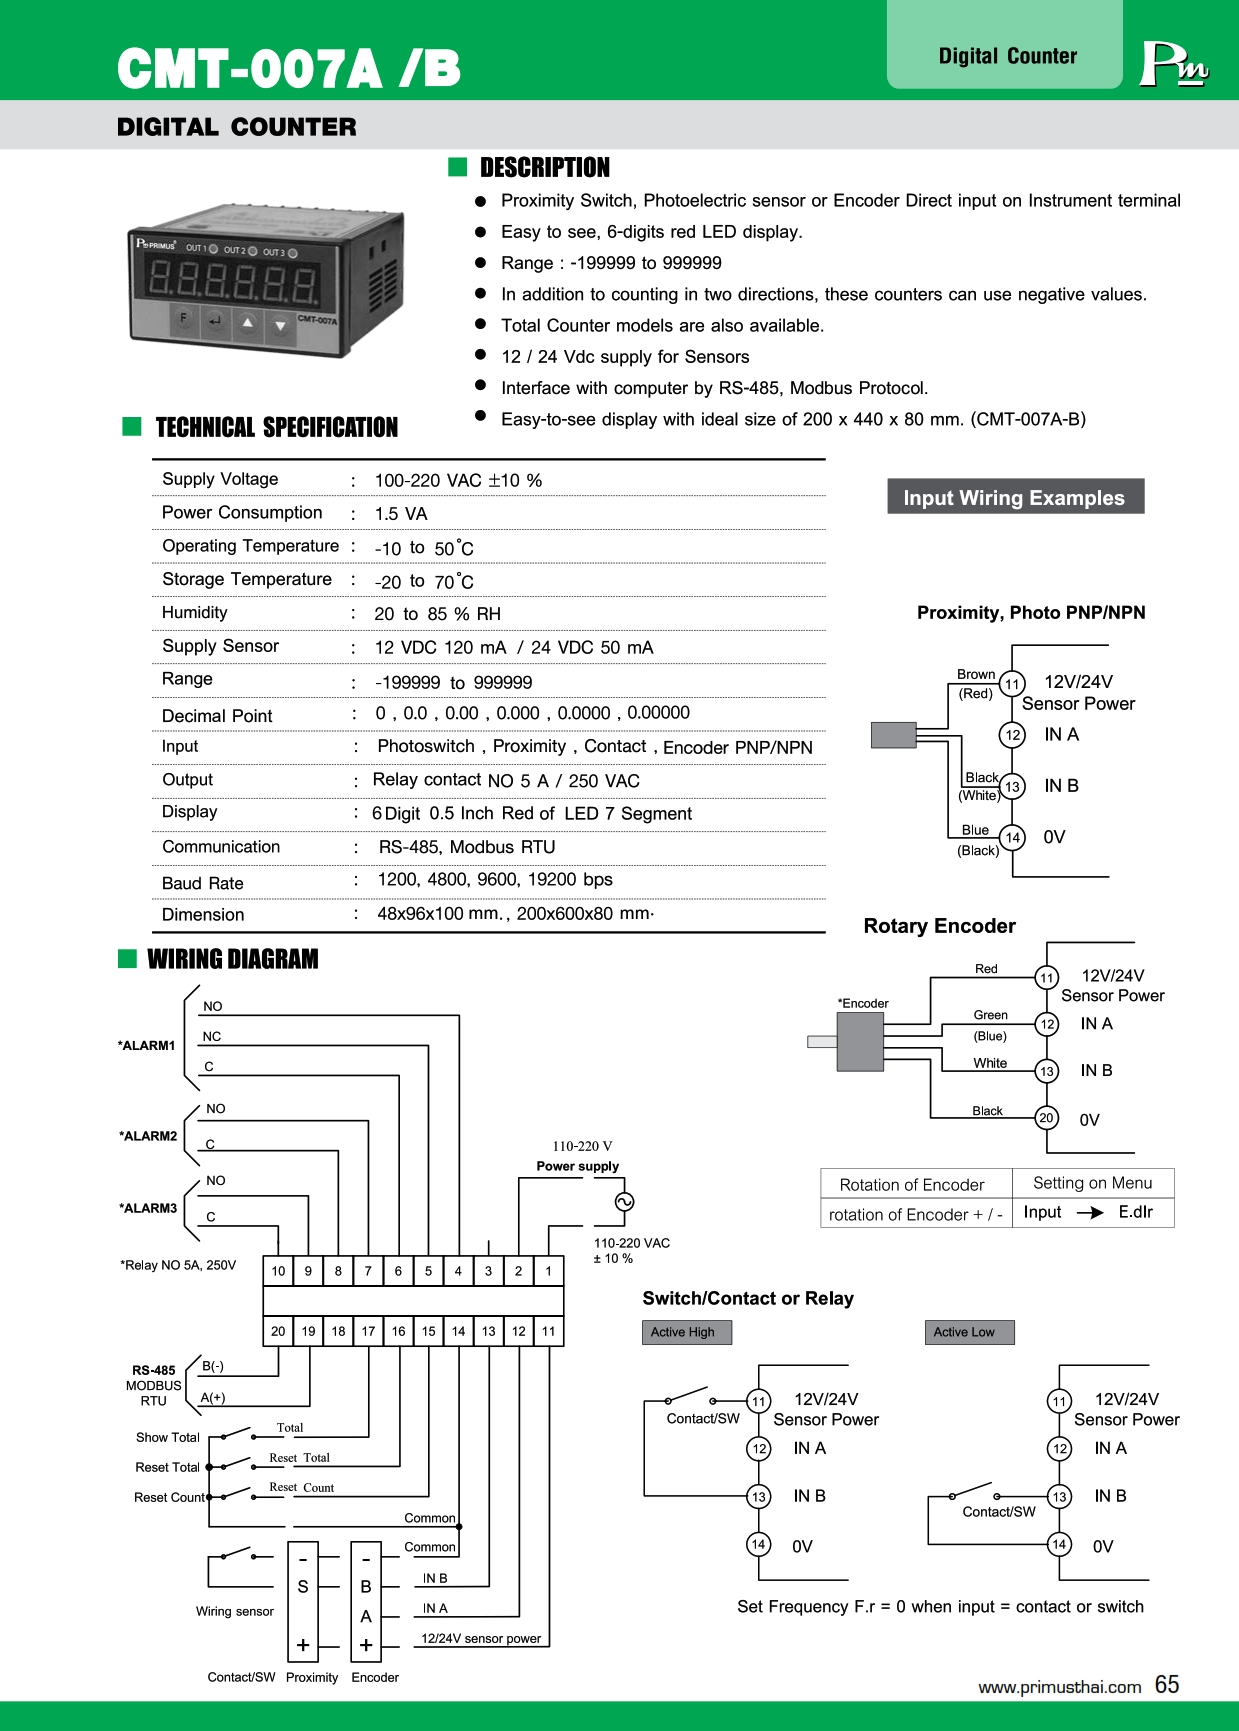 CMT-007A /B
Digital Counter
Pm
DIGITAL COUNTER
DESCRIPTION
● Proximity Switch, Photoelectric sensor or Encoder Direct input on Instrument terminal
● Easy to see, 6-digits red LED display.
● Range : -199999 to 999999
● In addition to counting in two directions, these counters can use negative values.
● Total Counter models are also available.
● 12 / 24 Vdc supply for Sensors
● Interface with computer by RS-485, Modbus Protocol.
● Easy-to-see display with ideal size of 200 x 440 x 80 mm. (CMT-007A-B)
PRIMUS® OUT 1 OUT 2 OUT 3
F
CMT-007A
TECHNICAL SPECIFICATION
Supply Voltage : 100-220 VAC ±10 %
Power Consumption : 1.5 VA
Operating Temperature : -10 to 50°C
Storage Temperature : -20 to 70°C
Humidity : 20 to 85 % RH
Supply Sensor : 12 VDC 120 mA / 24 VDC 50 mA
Range : -199999 to 999999
Decimal Point : 0 , 0.0 , 0.00 , 0.000 , 0.0000 , 0.00000
Input : Photoswitch , Proximity , Contact , Encoder PNP/NPN
Output : Relay contact NO 5 A / 250 VAC
Display : 6 Digit 0.5 Inch Red of LED 7 Segment
Communication : RS-485, Modbus RTU
Baud Rate : 1200, 4800, 9600, 19200 bps
Dimension : 48x96x100 mm. , 200x600x80 mm.
Input Wiring Examples
Proximity, Photo PNP/NPN
Brown
(Red)
11 12V/24V
Sensor Power
12 IN A
Black
(White)
13 IN B
Blue
(Black)
14 0V
Rotary Encoder
*Encoder
Red
11 12V/24V
Sensor Power
Green
(Blue)
12 IN A
White
13 IN B
Black
20 0V
Rotation of Encoder Setting on Menu
rotation of Encoder + / - Input → E.dIr
WIRING DIAGRAM
*ALARM1
NO
NC
C
*ALARM2
NO
C
*ALARM3
NO
C
110-220 V
Power supply
110-220 VAC
± 10 %
*Relay NO 5A, 250V
10 9 8 7 6 5 4 3 2 1
20 19 18 17 16 15 14 13 12 11
RS-485
MODBUS
RTU
B(-)
A(+)
Show Total Total
Reset Total Reset Total
Reset Count Reset Count
Common
Common
- -
S B IN B
A IN A
+ + 12/24V sensor power
Wiring sensor
Contact/SW Proximity Encoder
Switch/Contact or Relay
Active High
Contact/SW
11 12V/24V
Sensor Power
12 IN A
13 IN B
14 0V
Active Low
11 12V/24V
Sensor Power
12 IN A
Contact/SW
13 IN B
14 0V
Set Frequency F.r = 0 when input = contact or switch
www.primusthai.com 65